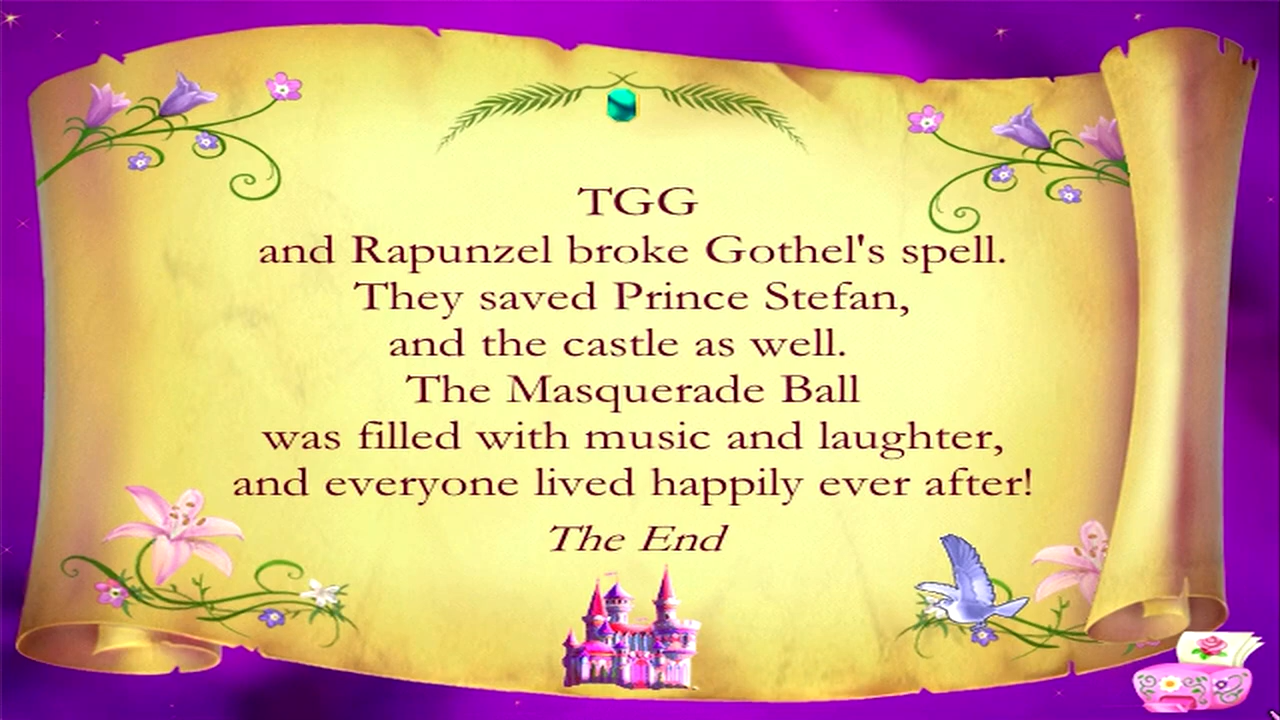 TGG
and Rapunzel broke Gothel's spell.
They saved Prince Stefan,
and the castle as well.
The Masquerade Ball
was filled with music and laughter,
and everyone lived happily ever after!
The End